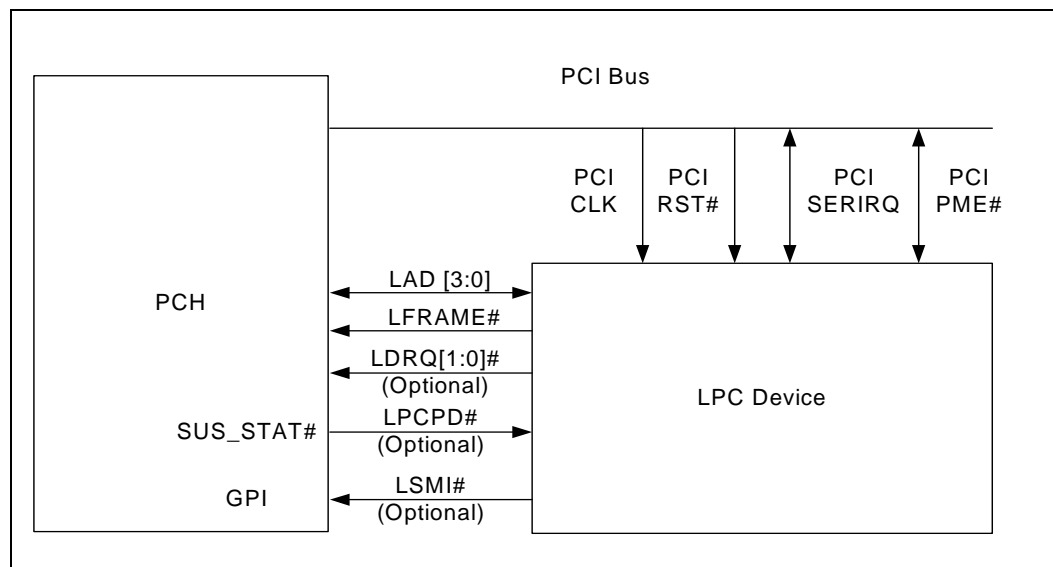 PCI Bus
PCI
CLK
PCI
RST#
PCI
SERIRQ
PCI
PME#
PCH
LAD [3:0]
LFRAME#
LDRQ[1:0]#
(Optional)
SUS_STAT#
LPCPD#
(Optional)
GPI
LSMI#
(Optional)
LPC Device